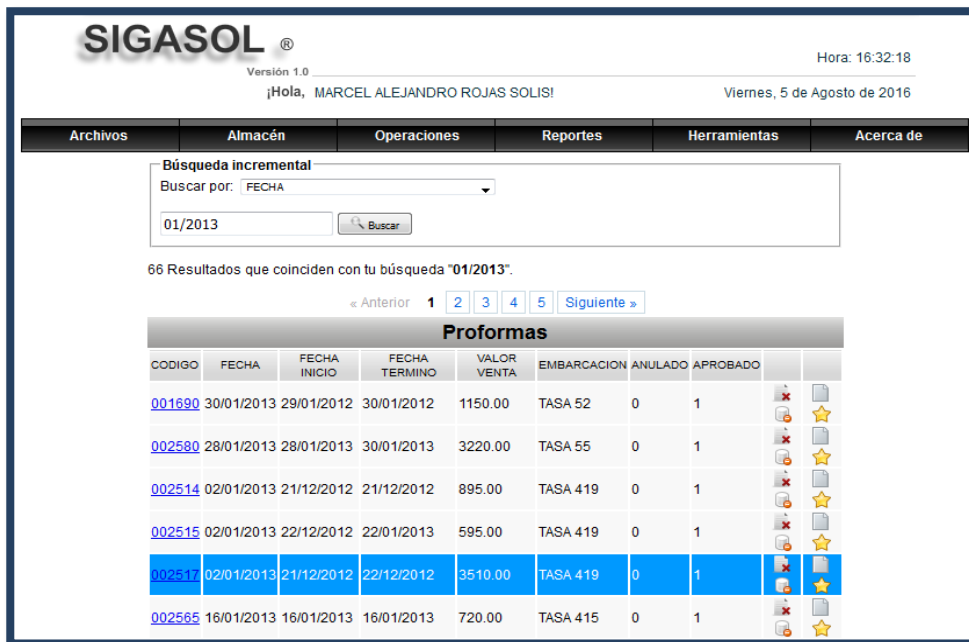 SIGASOL ®
Versión 1.0
Hora: 16:32:18
¡Hola, MARCEL ALEJANDRO ROJAS SOLIS!
Viernes, 5 de Agosto de 2016
Archivos Almacén Operaciones Reportes Herramientas Acerca de
Búsqueda incremental
Buscar por: FECHA
01/2013 Buscar
66 Resultados que coinciden con tu búsqueda "01/2013".
« Anterior 1 2 3 4 5 Siguiente »
Proformas
CODIGO FECHA FECHA INICIO FECHA TERMINO VALOR VENTA EMBARCACION ANULADO APROBADO
001690 30/01/2013 29/01/2012 30/01/2012 1150.00 TASA 52 0 1
002580 28/01/2013 28/01/2013 30/01/2013 3220.00 TASA 55 0 1
002514 02/01/2013 21/12/2012 21/12/2012 895.00 TASA 419 0 1
002515 02/01/2013 22/12/2012 22/01/2013 595.00 TASA 419 0 1
002517 02/01/2013 21/12/2012 22/12/2012 3510.00 TASA 419 0 1
002565 16/01/2013 16/01/2013 16/01/2013 720.00 TASA 415 0 1